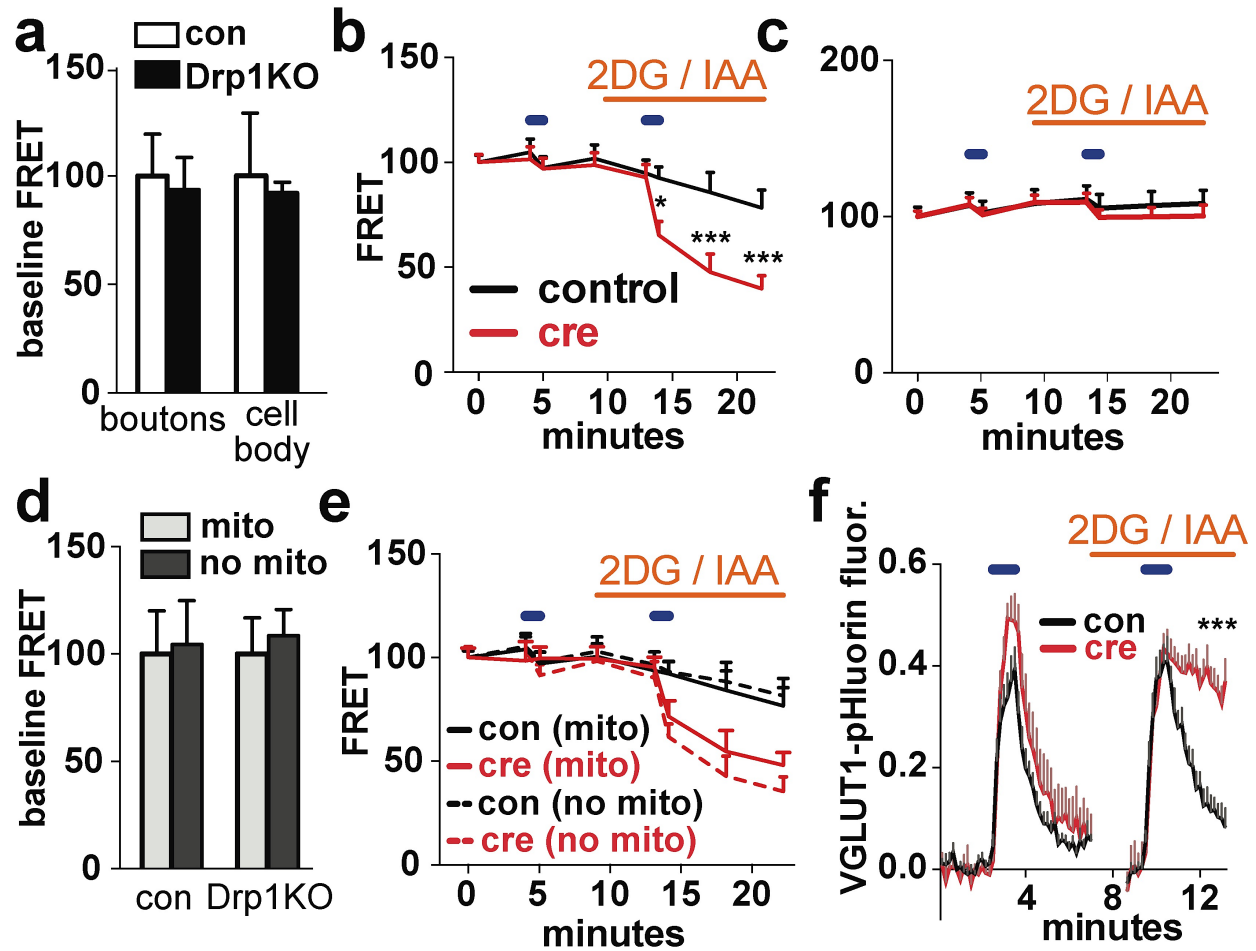 a
con
Drp1KO
150
100
50
0
baseline FRET
boutons
cell
body
b
150
100
50
0
FRET
2DG / IAA
*
***
***
control
cre
0 5 10 15 20
minutes
c
200
100
0
2DG / IAA
0 5 10 15 20
minutes
d
mito
no mito
150
100
50
0
baseline FRET
con Drp1KO
e
150
100
50
0
FRET
2DG / IAA
con (mito)
cre (mito)
con (no mito)
cre (no mito)
0 5 10 15 20
minutes
f
VGLUT1-pHluorin fluor.
2DG / IAA
0.6
0.4
0.2
0.0
con
cre
***
4 8 12
minutes